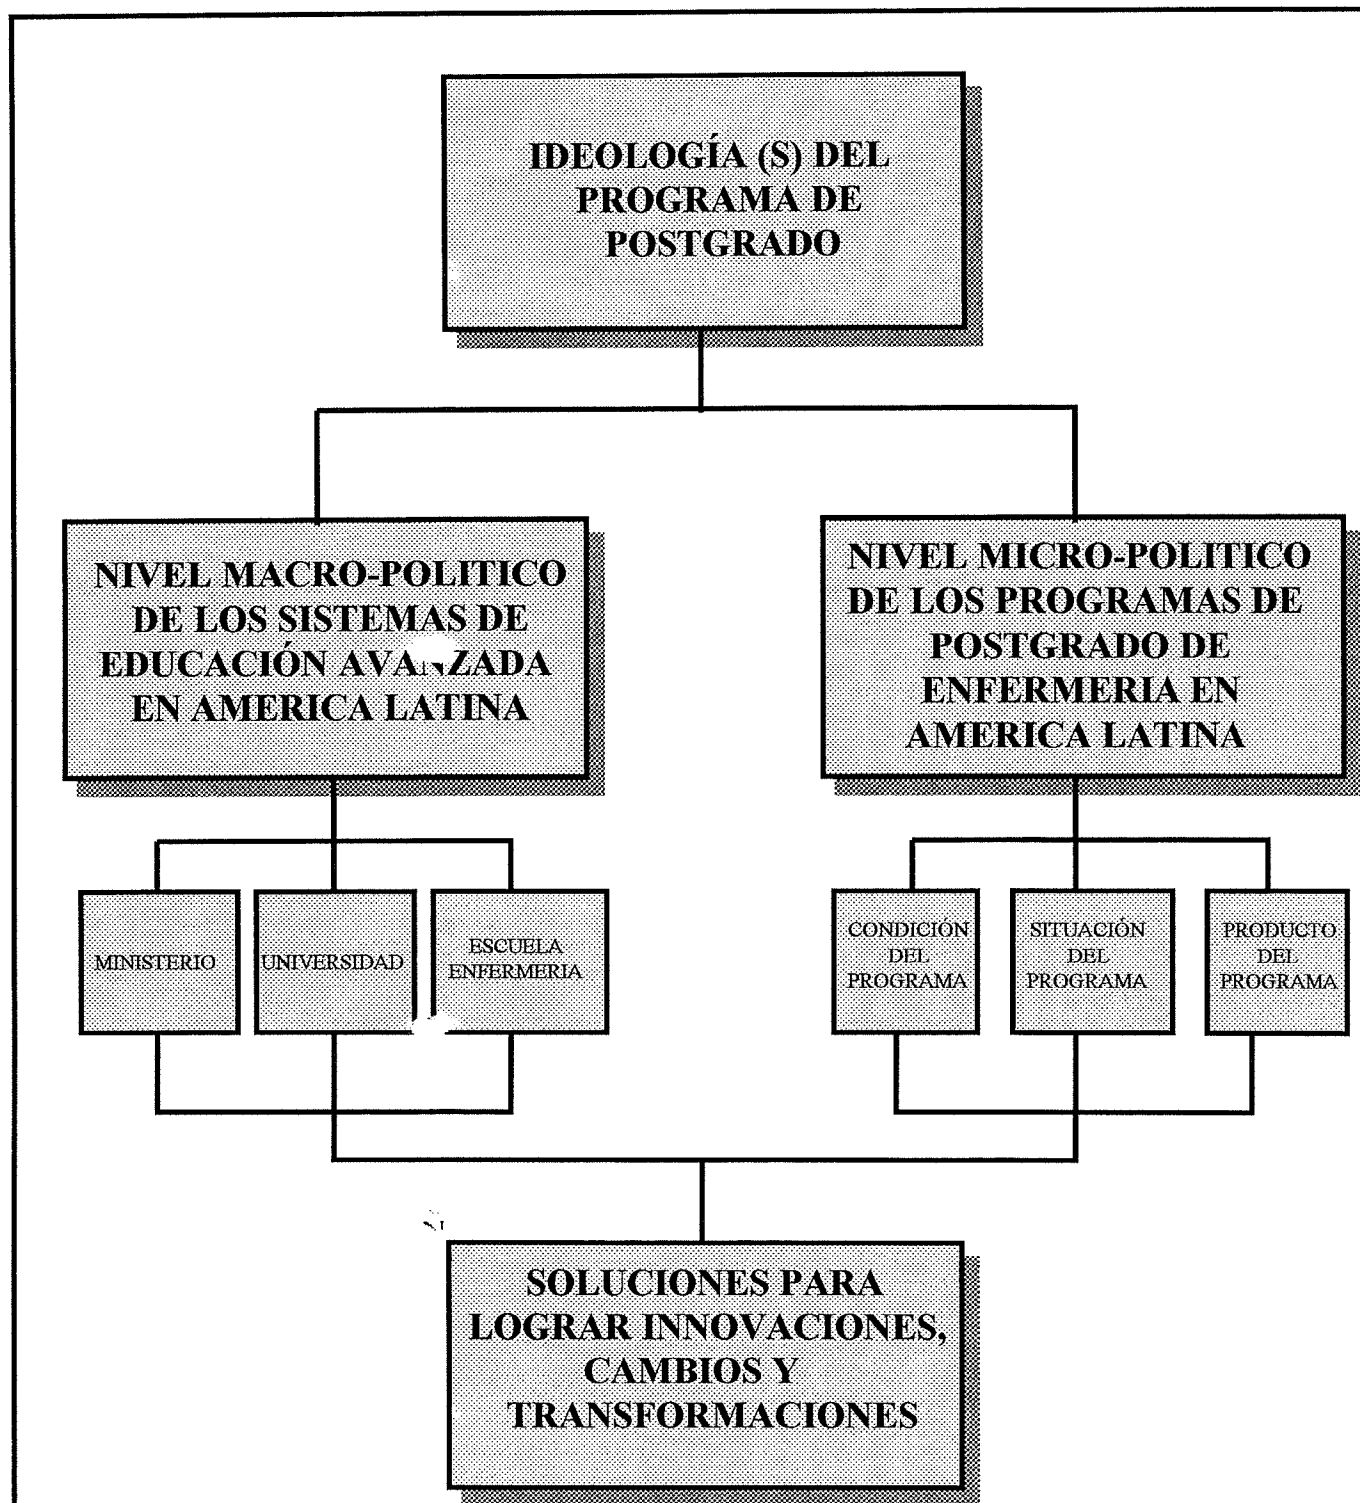 IDEOLOGÍA (S) DEL
PROGRAMA DE
POSTGRADO
NIVEL MACRO-POLITICO
DE LOS SISTEMAS DE
EDUCACIÓN AVANZADA
EN AMERICA LATINA
NIVEL MICRO-POLITICO
DE LOS PROGRAMAS DE
POSTGRADO DE
ENFERMERIA EN
AMERICA LATINA
MINISTERIO
UNIVERSIDAD
ESCUELA
ENFERMERIA
CONDICIÓN
DEL
PROGRAMA
SITUACIÓN
DEL
PROGRAMA
PRODUCTO
DEL
PROGRAMA
SOLUCIONES PARA
LOGRAR INNOVACIONES,
CAMBIOS Y
TRANSFORMACIONES